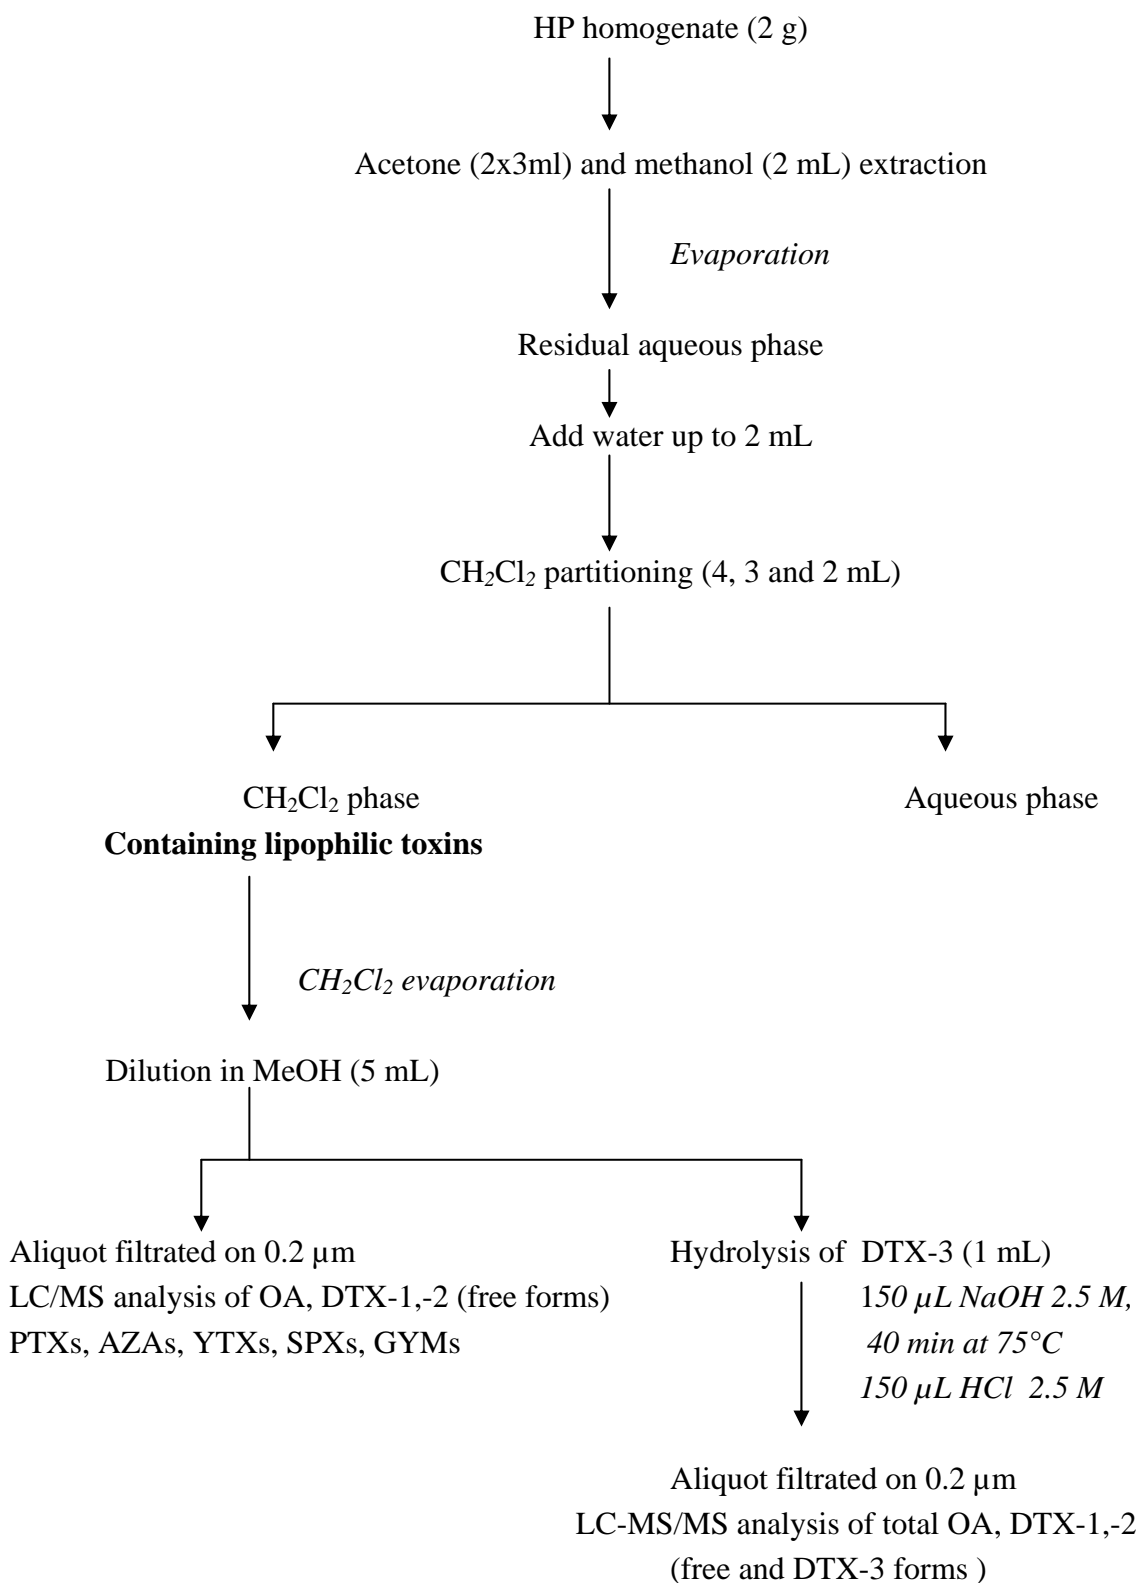 HP homogenate (2 g)
Acetone (2x3ml) and methanol (2 mL) extraction
Evaporation
Residual aqueous phase
Add water up to 2 mL
CH₂Cl₂ partitioning (4, 3 and 2 mL)
CH₂Cl₂ phase
Containing lipophilic toxins
Aqueous phase
CH₂Cl₂ evaporation
Dilution in MeOH (5 mL)
Aliquot filtrated on 0.2 µm
LC/MS analysis of OA, DTX-1,-2 (free forms)
PTXs, AZAs, YTXs, SPXs, GYMs
Hydrolysis of DTX-3 (1 mL)
150 µL NaOH 2.5 M,
40 min at 75°C
150 µL HCl 2.5 M
Aliquot filtrated on 0.2 µm
LC-MS/MS analysis of total OA, DTX-1,-2
(free and DTX-3 forms )